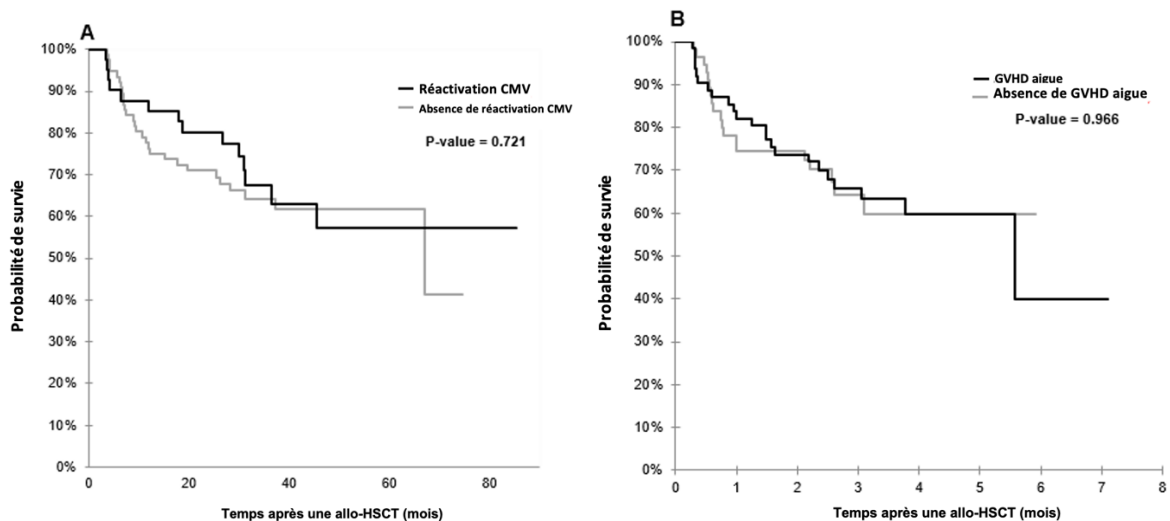 A
100%
90%
80%
70%
60%
50%
40%
30%
20%
10%
0%
0 20 40 60 80
Probabilité de survie
Temps après une allo-HSCT (mois)
Réactivation CMV
Absence de réactivation CMV
P-value = 0.721
B
100%
90%
80%
70%
60%
50%
40%
30%
20%
10%
0%
0 1 2 3 4 5 6 7 8
Probabilité de survie
Temps après une allo-HSCT (mois)
GVHD aigue
Absence de GVHD aigue
P-value = 0.966